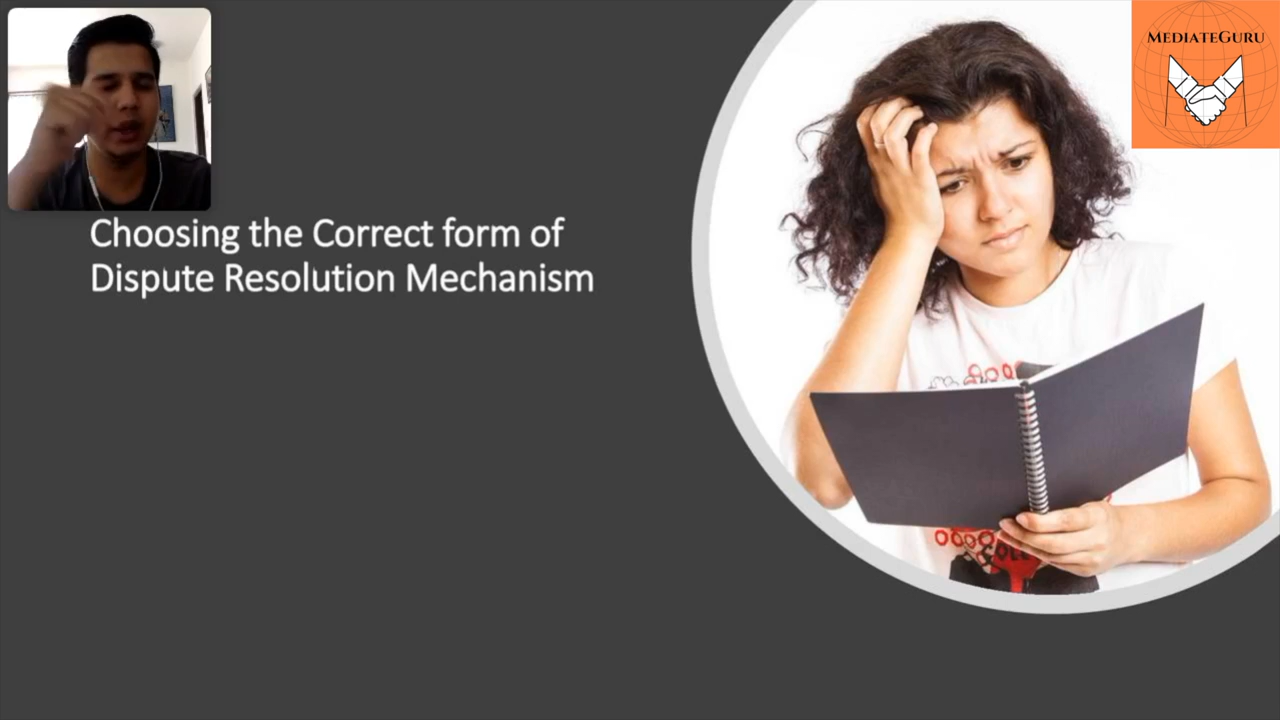 MEDIATEGURU
Choosing the Correct form of
Dispute Resolution Mechanism